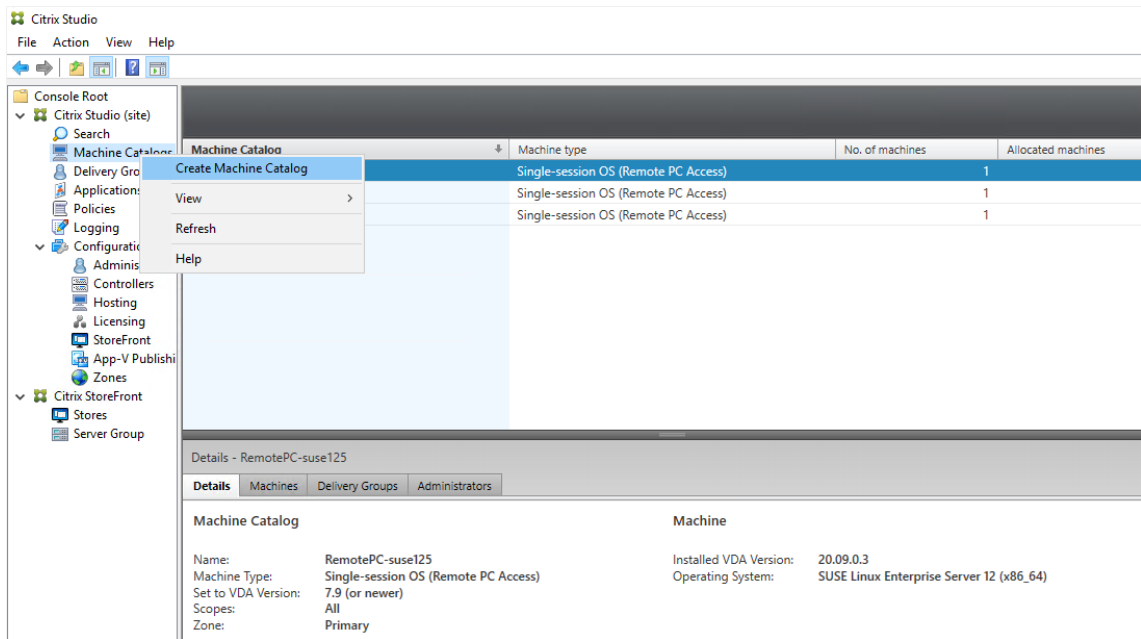 Citrix Studio
File Action View Help
Console Root
Citrix Studio (site)
Search
Machine Catalogs
Delivery Gro
Applications
Policies
Logging
Configuratio
Adminis
Controllers
Hosting
Licensing
StoreFront
App-V Publishi
Zones
Citrix StoreFront
Stores
Server Group
Create Machine Catalog
View
Refresh
Help
Machine Catalog Machine type No. of machines Allocated machines
Single-session OS (Remote PC Access) 1
Single-session OS (Remote PC Access) 1
Single-session OS (Remote PC Access) 1
Details - RemotePC-suse125
Details Machines Delivery Groups Administrators
Machine Catalog
Name: RemotePC-suse125
Machine Type: Single-session OS (Remote PC Access)
Set to VDA Version: 7.9 (or newer)
Scopes: All
Zone: Primary
Machine
Installed VDA Version: 20.09.0.3
Operating System: SUSE Linux Enterprise Server 12 (x86_64)